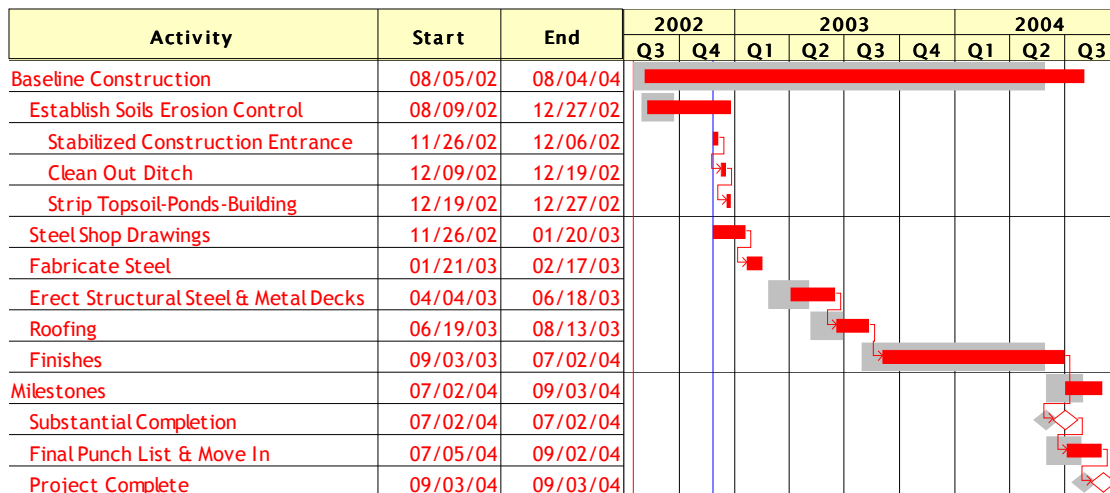 Activity Start End 2002 2003 2004
Q3 Q4 Q1 Q2 Q3 Q4 Q1 Q2 Q3
Baseline Construction 08/05/02 08/04/04
Establish Soils Erosion Control 08/09/02 12/27/02
Stabilized Construction Entrance 11/26/02 12/06/02
Clean Out Ditch 12/09/02 12/19/02
Strip Topsoil-Ponds-Building 12/19/02 12/27/02
Steel Shop Drawings 11/26/02 01/20/03
Fabricate Steel 01/21/03 02/17/03
Erect Structural Steel & Metal Decks 04/04/03 06/18/03
Roofing 06/19/03 08/13/03
Finishes 09/03/03 07/02/04
Milestones 07/02/04 09/03/04
Substantial Completion 07/02/04 07/02/04
Final Punch List & Move In 07/05/04 09/02/04
Project Complete 09/03/04 09/03/04